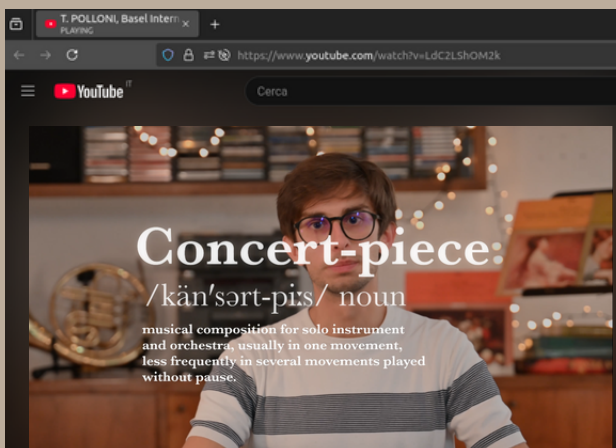 T. POLLONI, Basel Intern
PLAYING
https://www.youtube.com/watch?v=LdC2LShOM2k
YouTube IT
Cerca
Concert-piece
/kän'sərt-pi:s/ noun
musical composition for solo instrument
and orchestra, usually in one movement,
less frequently in several movements played
without pause.